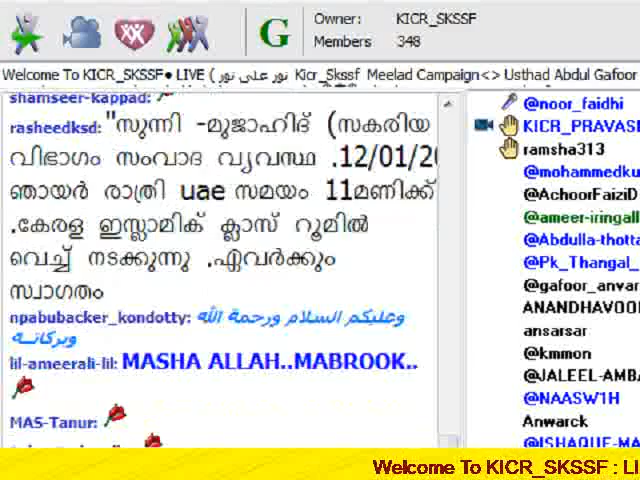 Owner: KICR_SKSSF
Members 348
Welcome To KICR_SKSSF● LIVE ( نور على نور Kicr_Skssf Meelad Campaign<> Usthad Abdul Gafoor
shamseer-kappad:
rasheedksd: "സുന്നി -മുജാഹിദ് (സകരിയ
വിഭാഗം സംവാദ വ്യവസ്ഥ .12/01/20
ഞായർ രാത്രി uae സമയം 11മണിക്ക്
.കേരള ഇസ്ലാമിക് ക്ലാസ് റൂമിൽ
വെച്ച് നടക്കുന്നു .ഏവർക്കും
സ്വാഗതം
npabubacker_kondotty: وعليكم السلام ورحمة الله
وبركاته
lil-ameerali-lil: MASHA ALLAH..MABROOK..
MAS-Tanur:
@noor_faidhi
KICR_PRAVAS
ramsha313
@mohammedku
@AchoorFaiziD
@ameer-iringall
@Abdulla-thotta
@Pk_Thangal_
@gafoor_anvar
ANANDHAVOO
ansarsar
@kmmon
@JALEEL-AMBA
@NAASW1H
Anwarck
@ISHAQUE-MA
Welcome To KICR_SKSSF : LI